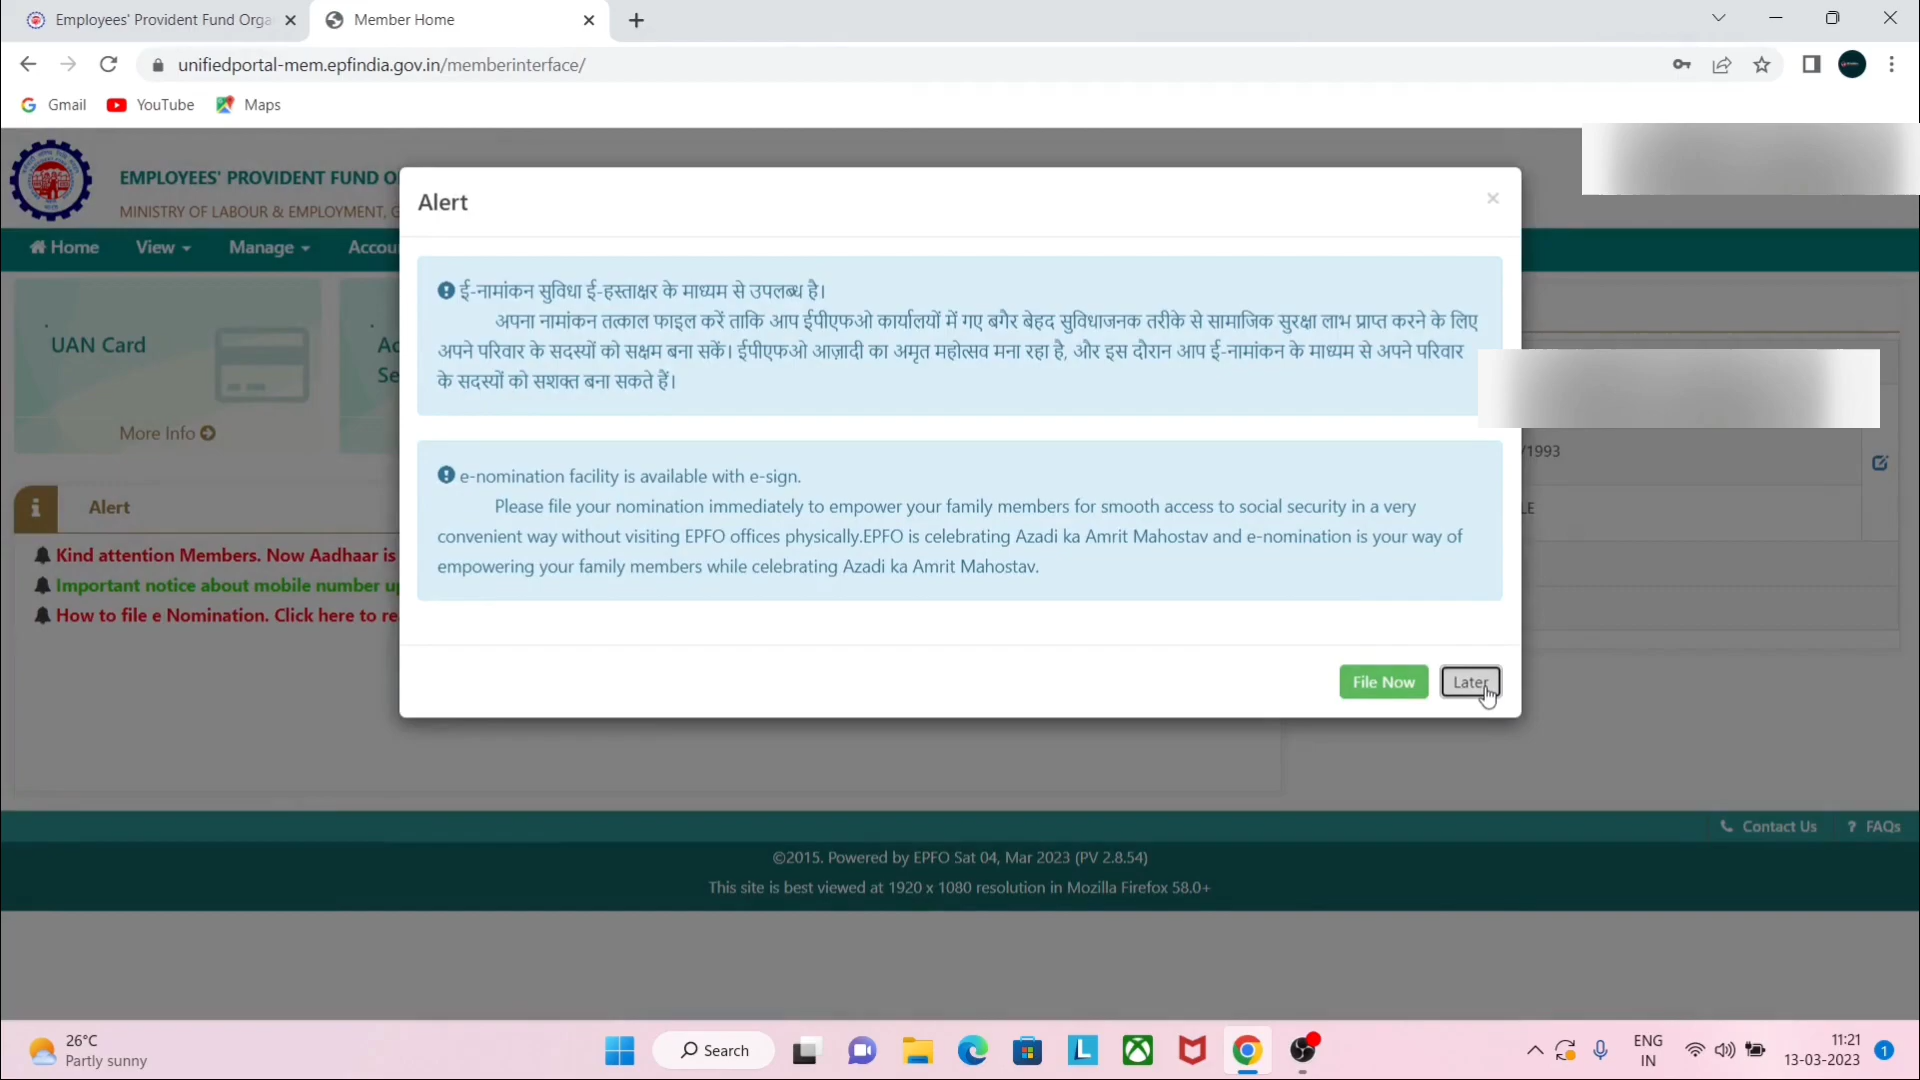 Employees' Provident Fund Orga
Member Home
unifiedportal-mem.epfindia.gov.in/memberinterface/
Gmail
YouTube
Maps
EMPLOYEES' PROVIDENT FUND O
MINISTRY OF LABOUR & EMPLOYMENT, G
Home
View
Manage
Accou
Alert
×
ई-नामांकन सुविधा ई-हस्ताक्षर के माध्यम से उपलब्ध है।
अपना नामांकन तत्काल फाइल करें ताकि आप ईपीएफओ कार्यालयों में गए बगैर बेहद सुविधाजनक तरीके से सामाजिक सुरक्षा लाभ प्राप्त करने के लिए
अपने परिवार के सदस्यों को सक्षम बना सकें। ईपीएफओ आज़ादी का अमृत महोत्सव मना रहा है, और इस दौरान आप ई-नामांकन के माध्यम से अपने परिवार
के सदस्यों को सशक्त बना सकते हैं।
e-nomination facility is available with e-sign.
Please file your nomination immediately to empower your family members for smooth access to social security in a very
convenient way without visiting EPFO offices physically.EPFO is celebrating Azadi ka Amrit Mahostav and e-nomination is your way of
empowering your family members while celebrating Azadi ka Amrit Mahostav.
File Now
Later
UAN Card
More Info
Ac
Se
/1993
LE
Alert
Kind attention Members. Now Aadhaar is
Important notice about mobile number up
How to file e Nomination. Click here to re
Contact Us
? FAQs
©2015. Powered by EPFO Sat 04, Mar 2023 (PV 2.8.54)
This site is best viewed at 1920 x 1080 resolution in Mozilla Firefox 58.0+
26°C
Partly sunny
Search
L
ENG
IN
11:21
13-03-2023
1